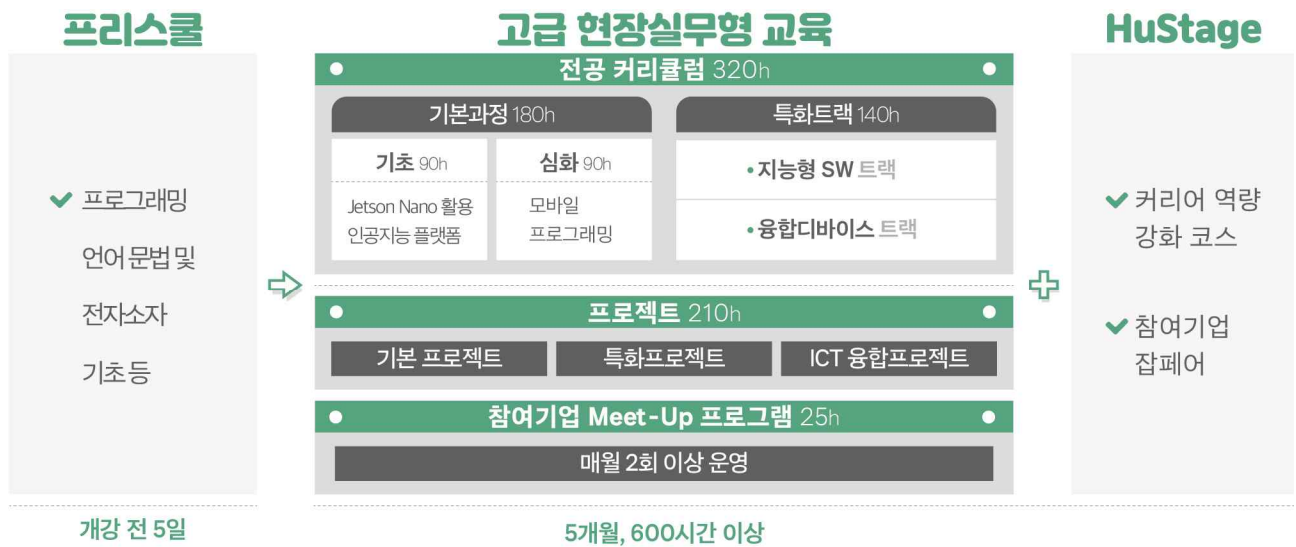 프리스쿨
프로그래밍
언어 문법 및
전자소자
기초 등
개강 전 5일
고급 현장실무형 교육
전공 커리큘럼 320h
기본과정 180h
기초 90h
Jetson Nano 활용
인공지능 플랫폼
심화 90h
모바일
프로그래밍
특화트랙 140h
•지능형 SW 트랙
•융합디바이스 트랙
프로젝트 210h
기본 프로젝트
특화프로젝트
ICT 융합프로젝트
참여기업 Meet-Up 프로그램 25h
매월 2회 이상 운영
HuStage
커리어 역량
강화 코스
참여기업
잡페어
5개월, 600시간 이상